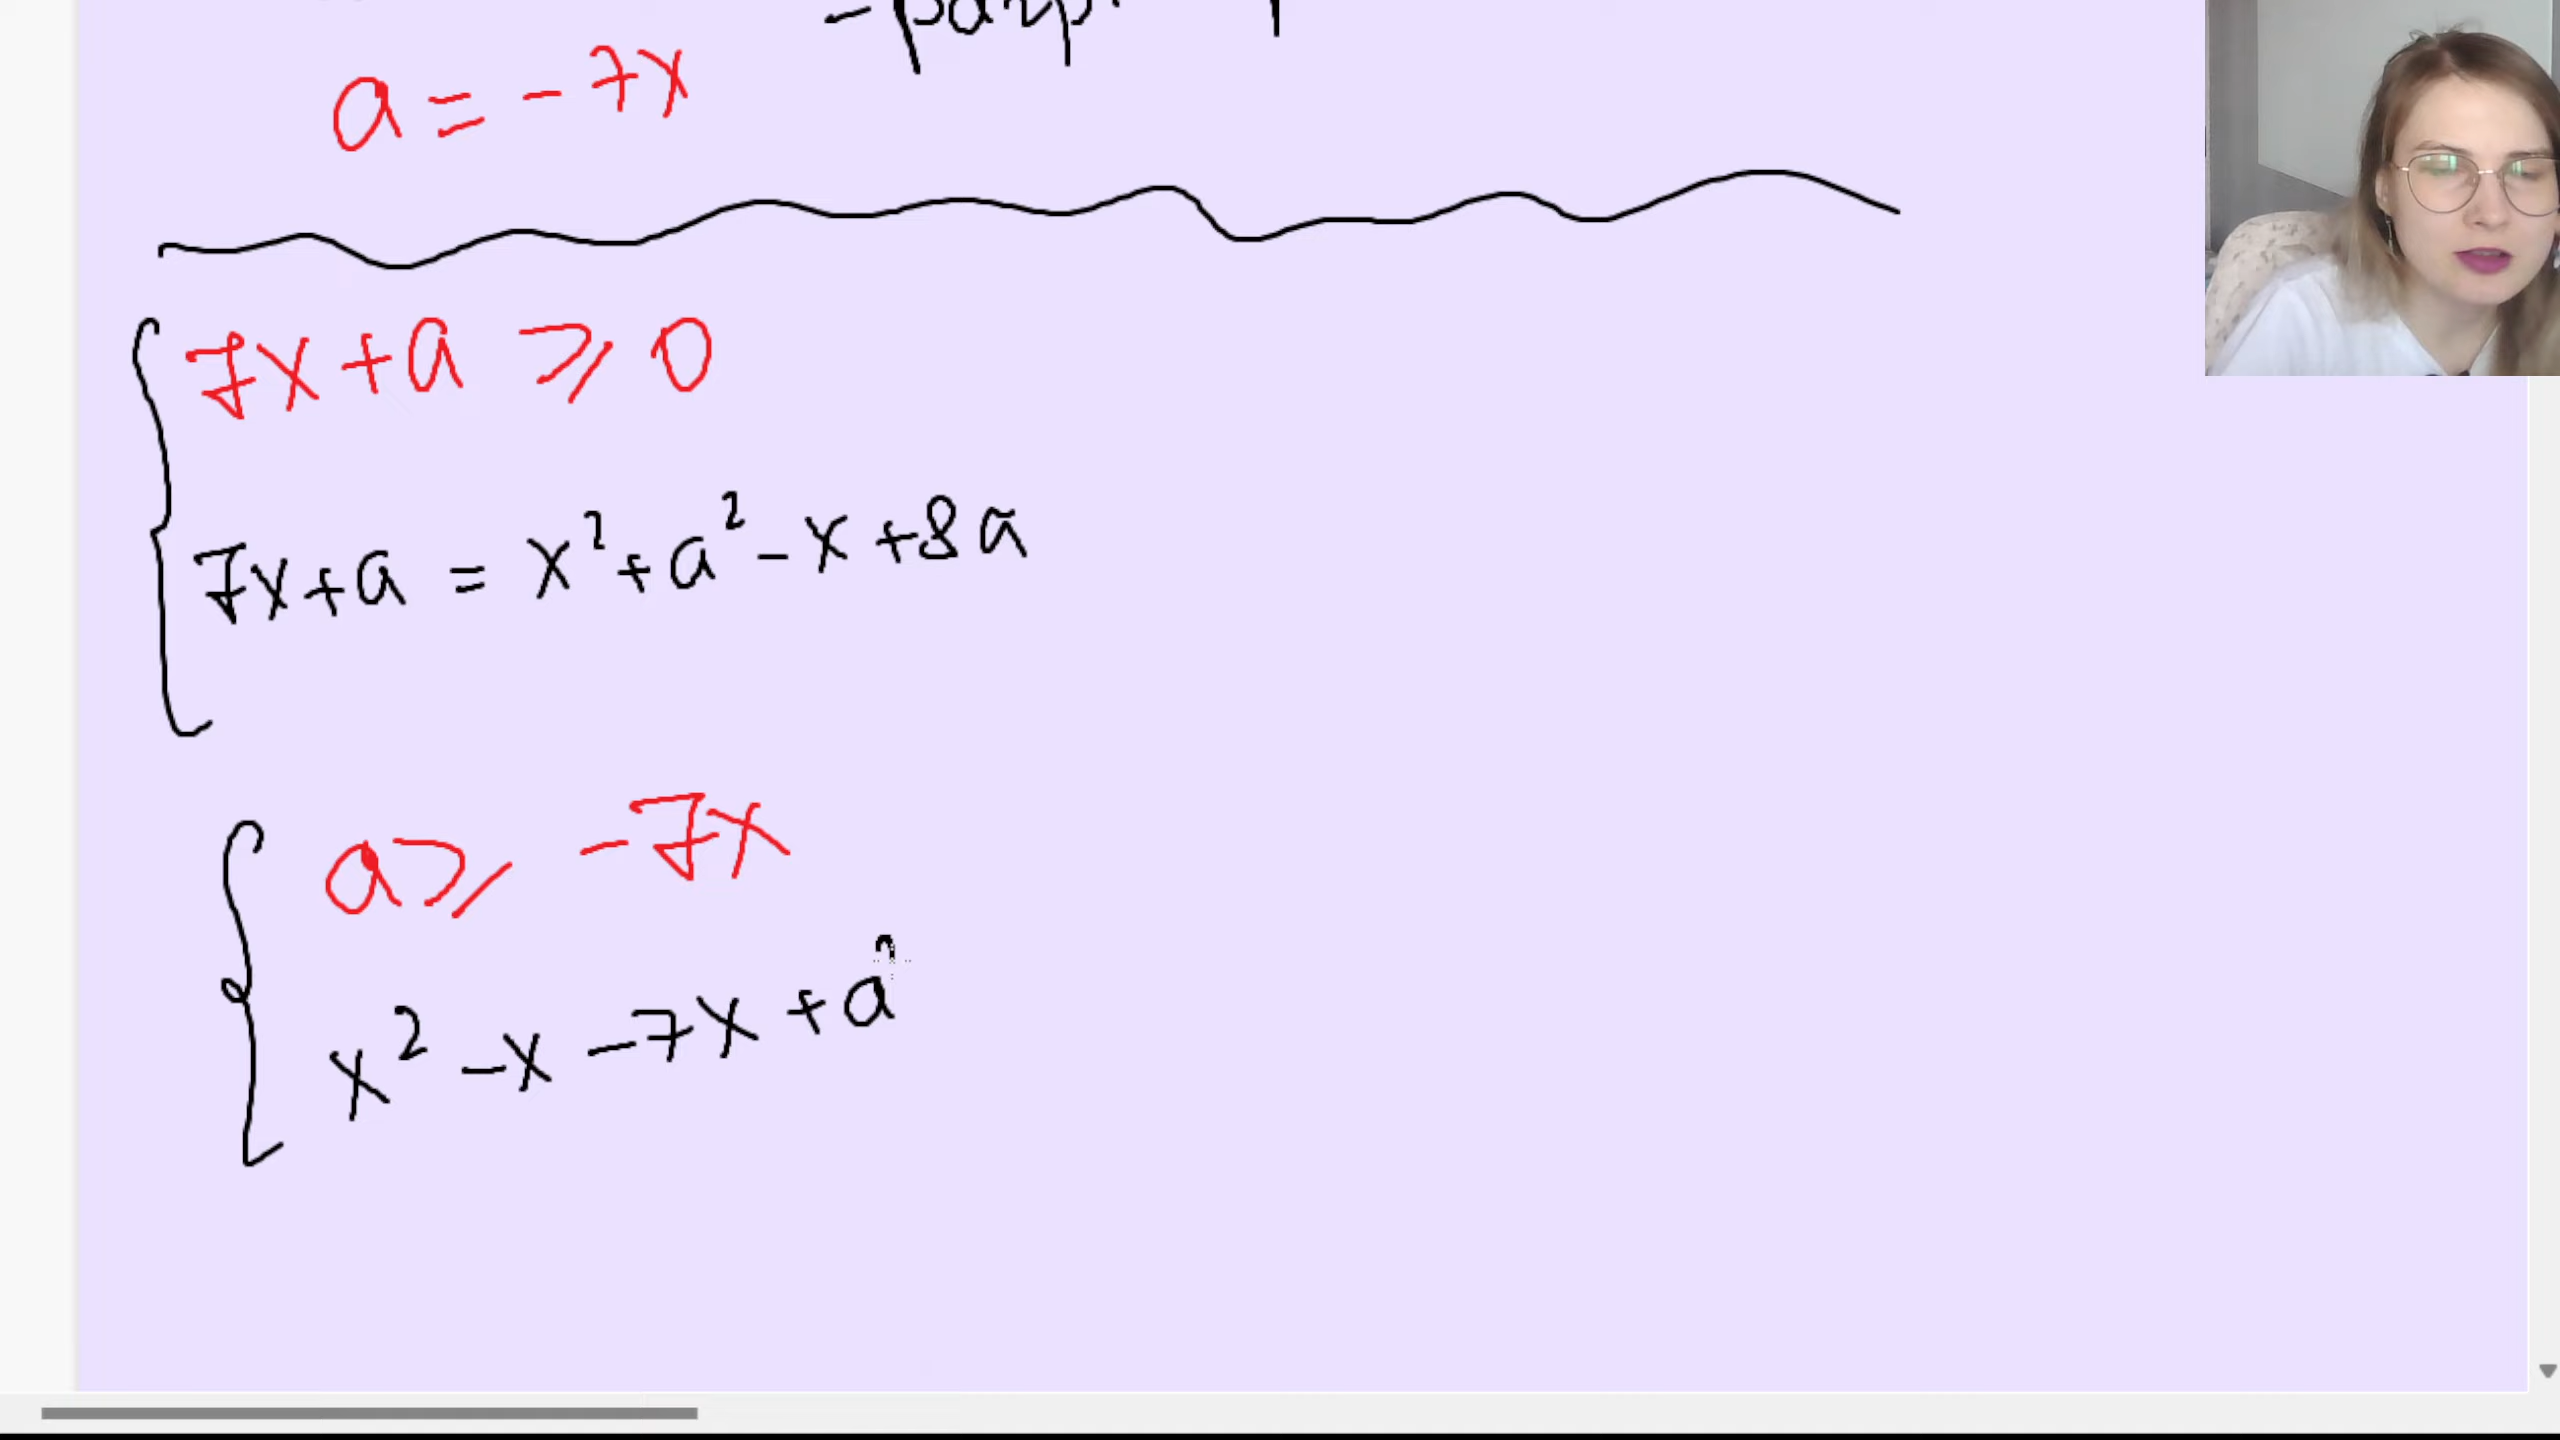 a = - 7x
7x + a ⩾ 0
7x + a = x² + a² - x + 8a
a ⩾ - 7x
x² - x - 7x + a²